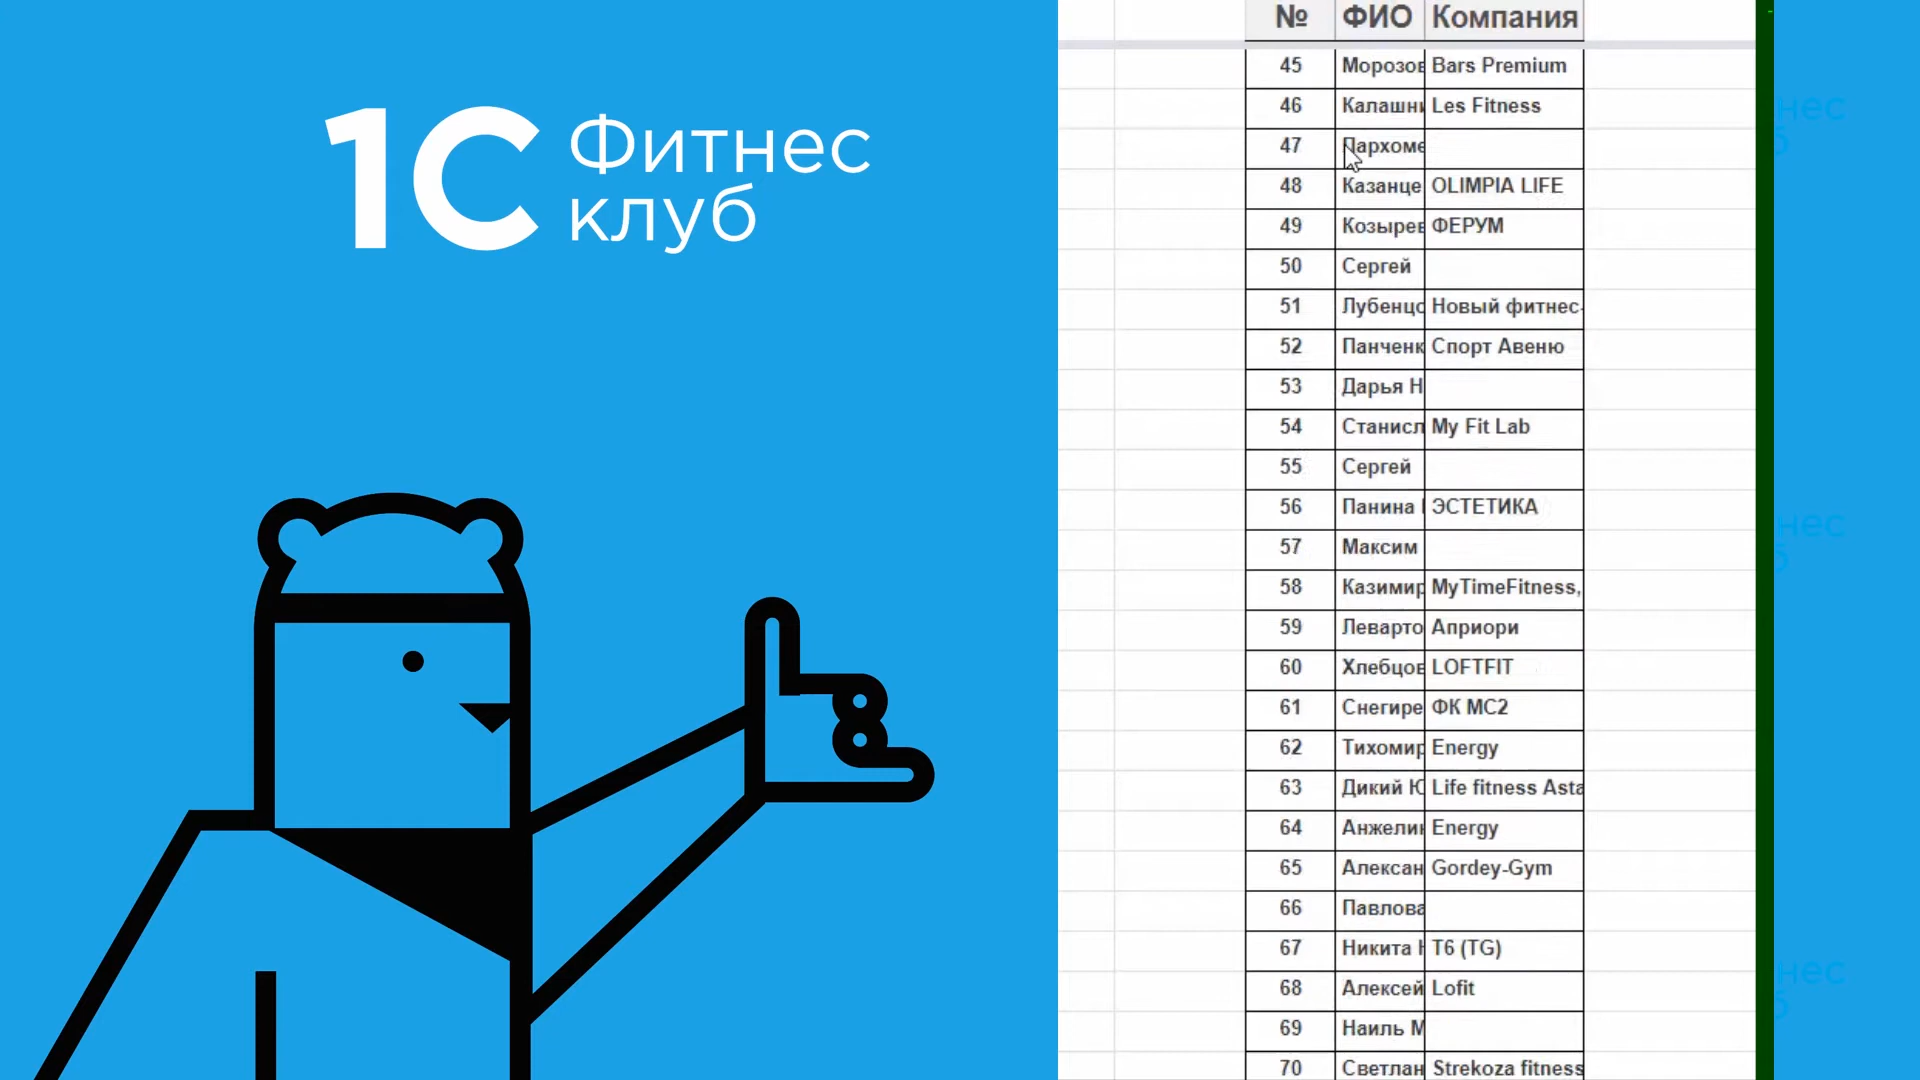 1С Фитнес
клуб
№ ФИО Компания
45 Морозов Bars Premium
46 Калашни Les Fitness
47 Пархоме
48 Казанце OLIMPIA LIFE
49 Козырев ФЕРУМ
50 Сергей
51 Лубенцо Новый фитнес-
52 Панченк Спорт Авеню
53 Дарья Н
54 Станисл My Fit Lab
55 Сергей
56 Панина ЭСТЕТИКА
57 Максим
58 Казимир MyTimeFitness,
59 Леварто Априори
60 Хлебцов LOFTFIT
61 Снегире ФК МС2
62 Тихомир Energy
63 Дикий Ю Life fitness Asta
64 Анжелин Energy
65 Алексан Gordey-Gym
66 Павлова
67 Никита T6 (TG)
68 Алексей Lofit
69 Наиль М
70 Светлан Strekoza fitness
нес
б
нес
б
нес
б